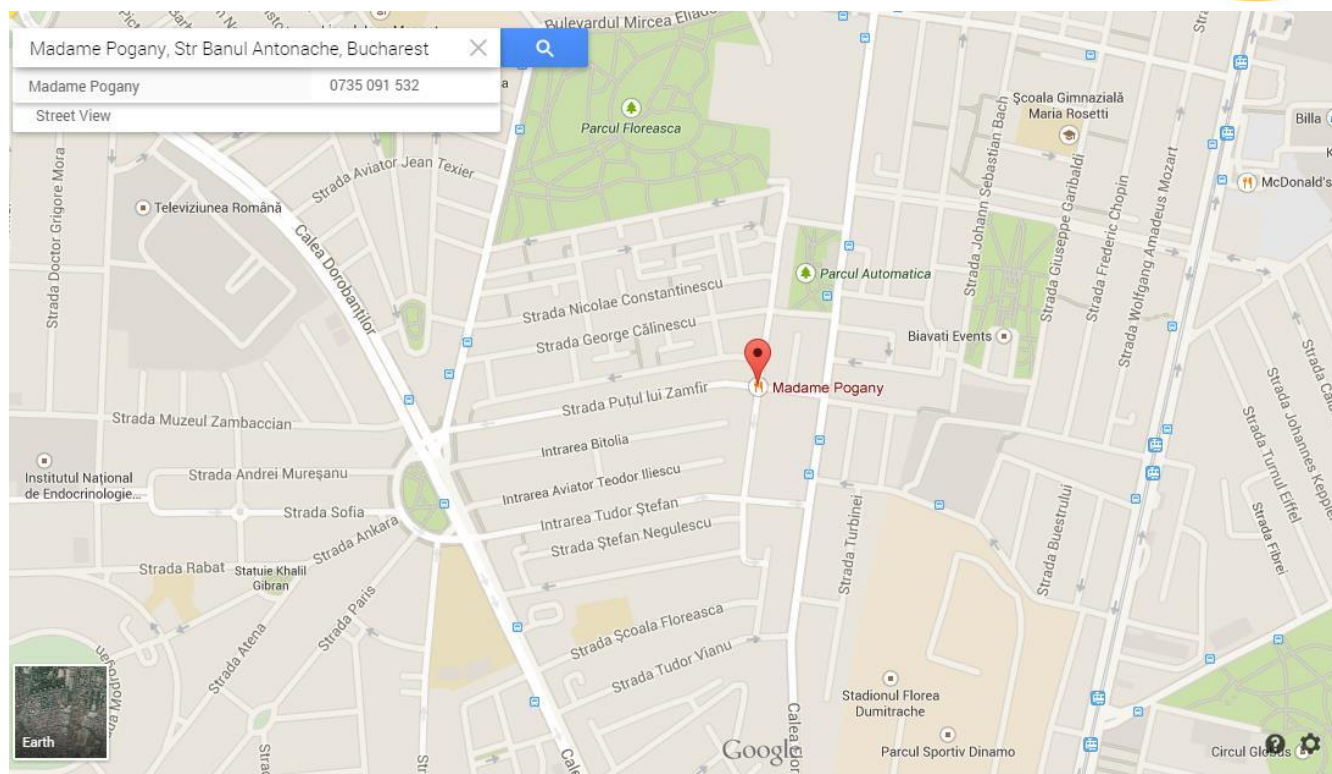 Bulevardul Mircea Eliade
Madame Pogany, Str Banul Antonache, Bucharest
Madame Pogany
0735 091 532
Street View
Parcul Floreasca
Școala Gimnazială
Maria Rosetti
Billa
McDonald's
Strada Doctor Grigore Mora
Televiziunea Română
Strada Aviator Jean Texier
Calea Dorobanților
Strada Johann Sebastian Bach
Strada Giuseppe Garibaldi
Strada Frederic Chopin
Strada Wolfgang Amadeus Mozart
Parcul Automatica
Strada Nicolae Constantinescu
Strada George Călinescu
Biavati Events
Madame Pogany
Strada Puțul lui Zamfir
Strada Muzeul Zambaccian
Intrarea Bitolia
Institutul Național
de Endocrinologie...
Strada Andrei Mureşanu
Intrarea Aviator Teodor Iliescu
Strada Sofia
Intrarea Tudor Ștefan
Strada Ankara
Strada Ştefan Negulescu
Strada Turbinei
Strada Buestrului
Strada Turnul Eiffel
Strada Johannes Kepple
Strada Fibrei
Strada Rabat
Statuie Khalil
Gibran
Strada Paris
Strada Atena
Strada Școala Floreasca
Strada Tudor Vianu
Stadionul Florea
Dumitrache
Parcul Sportiv Dinamo
Circul Globus
Earth
Google